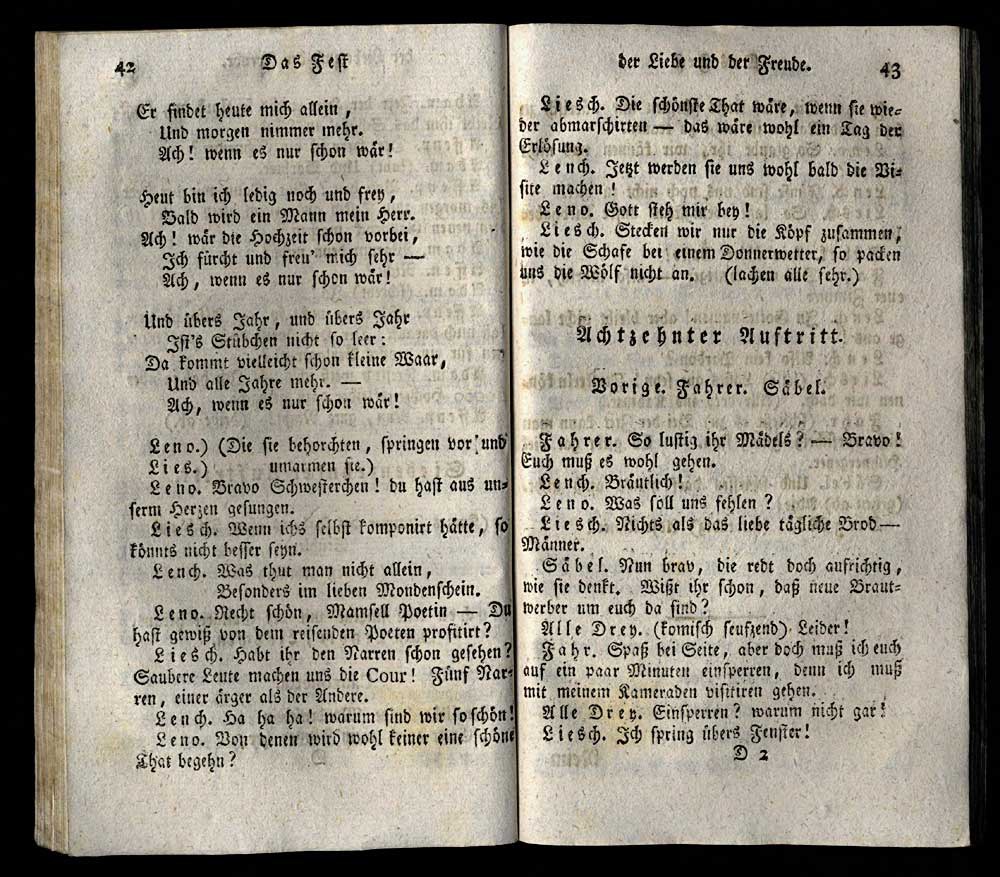 42 Das Fest
Er findet heute mich allein,
Und morgen nimmer mehr.
Ach! wenn es nur schon wär!
Heut bin ich ledig noch und frey,
Bald wird ein Mann mein Herr.
Ach! wär die Hochzeit schon vorbei,
Ich fürcht und freu' mich sehr —
Ach, wenn es nur schon wär!
Und übers Jahr, und übers Jahr
Ist's Stübchen nicht so leer:
Da kommt vielleicht schon kleine Waar,
Und alle Jahre mehr. —
Ach, wenn es nur schon wär!
Leno.) (Die sie behorchten, springen vor und
Lies.) umarmen sie.)
Leno. Bravo Schwesterchen! du hast aus un-
serm Herzen gesungen.
Liesch. Wenn ichs selbst komponirt hätte, so
könnts nicht besser seyn.
Lench. Was thut man nicht allein,
Besonders im lieben Mondenschein.
Leno. Recht schön, Mamsell Poetin — Du
hast gewiß von dem reisenden Poeten profitirt?
Liesch. Habt ihr den Narren schon gesehen?
Saubere Leute machen uns die Cour! Fünf Nar-
ren, einer ärger als der Andere.
Lench. Ha ha ha! warum sind wir so schön!
Leno. Von denen wird wohl keiner eine schöne
That begehn?
der Liebe und der Freude. 43
Liesch. Die schönste That wäre, wenn sie wie-
der abmarschirten — das wäre wohl ein Tag der
Erlösung.
Lench. Jetzt werden sie uns wohl bald die Vi-
site machen!
Leno. Gott steh mir bey!
Liesch. Stecken wir nur die Köpf zusammen,
wie die Schafe bei einem Donnerwetter, so packen
uns die Wölf nicht an. (lachen alle sehr.)
Achtzehnter Auftritt.
Vorige. Fahrer. Säbel.
Fahrer. So lustig ihr Mädels? — Bravo!
Euch muß es wohl gehen.
Lench. Bräutlich!
Leno. Was soll uns fehlen?
Liesch. Nichts als das liebe tägliche Brod —
Männer.
Säbel. Nun brav, die redt doch aufrichtig,
wie sie denkt. Wißt ihr schon, daß neue Braut-
werber um euch da sind?
Alle Drey. (komisch seufzend) Leider!
Fahr. Spaß bei Seite, aber doch muß ich euch
auf ein paar Minuten einsperren, denn ich muß
mit meinem Kameraden visitiren gehen.
Alle Drey. Einsperren? warum nicht gar!
Liesch. Ich spring übers Fenster!
D 2